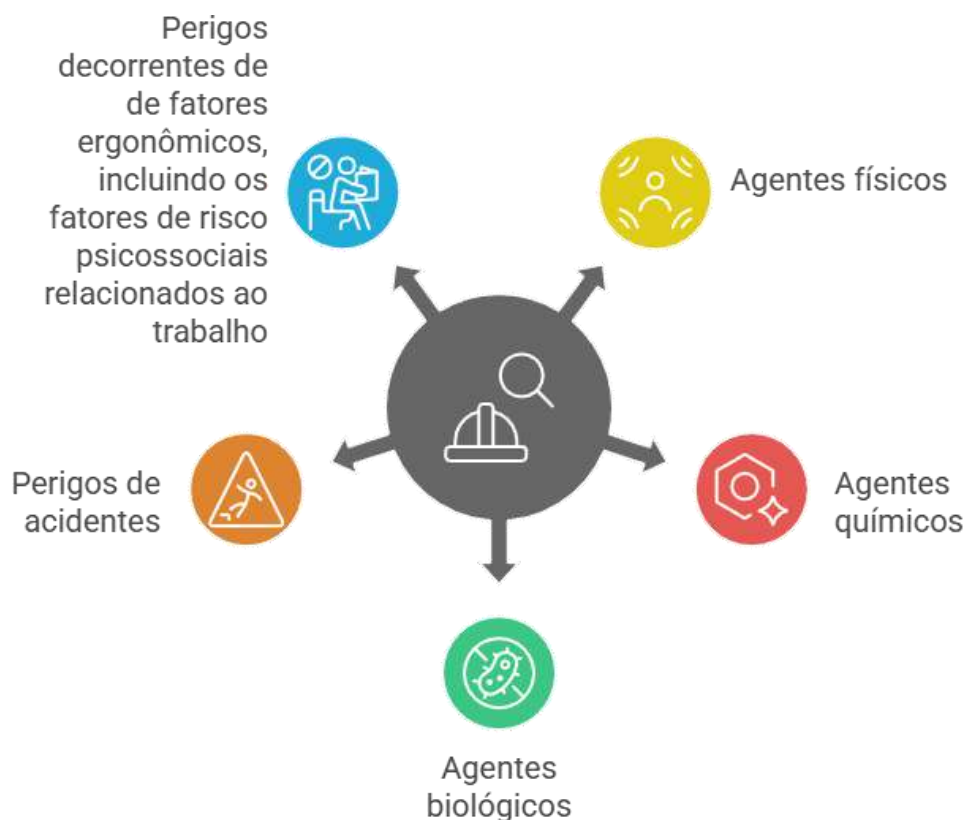 Perigos
decorrentes de
de fatores
ergonômicos,
incluindo os
fatores de risco
psicossociais
relacionados ao
trabalho
Agentes físicos
Perigos de
acidentes
Agentes
químicos
Agentes
biológicos